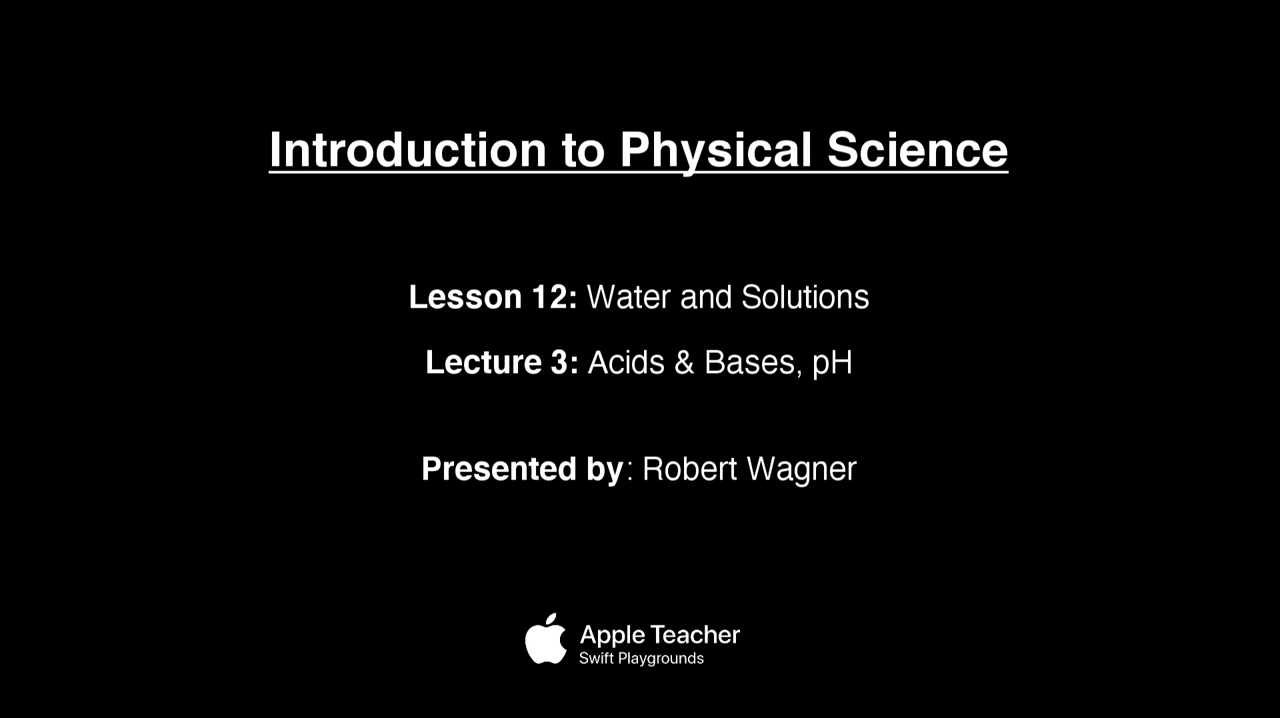 Introduction to Physical Science
Lesson 12: Water and Solutions
Lecture 3: Acids & Bases, pH
Presented by: Robert Wagner
Apple Teacher
Swift Playgrounds